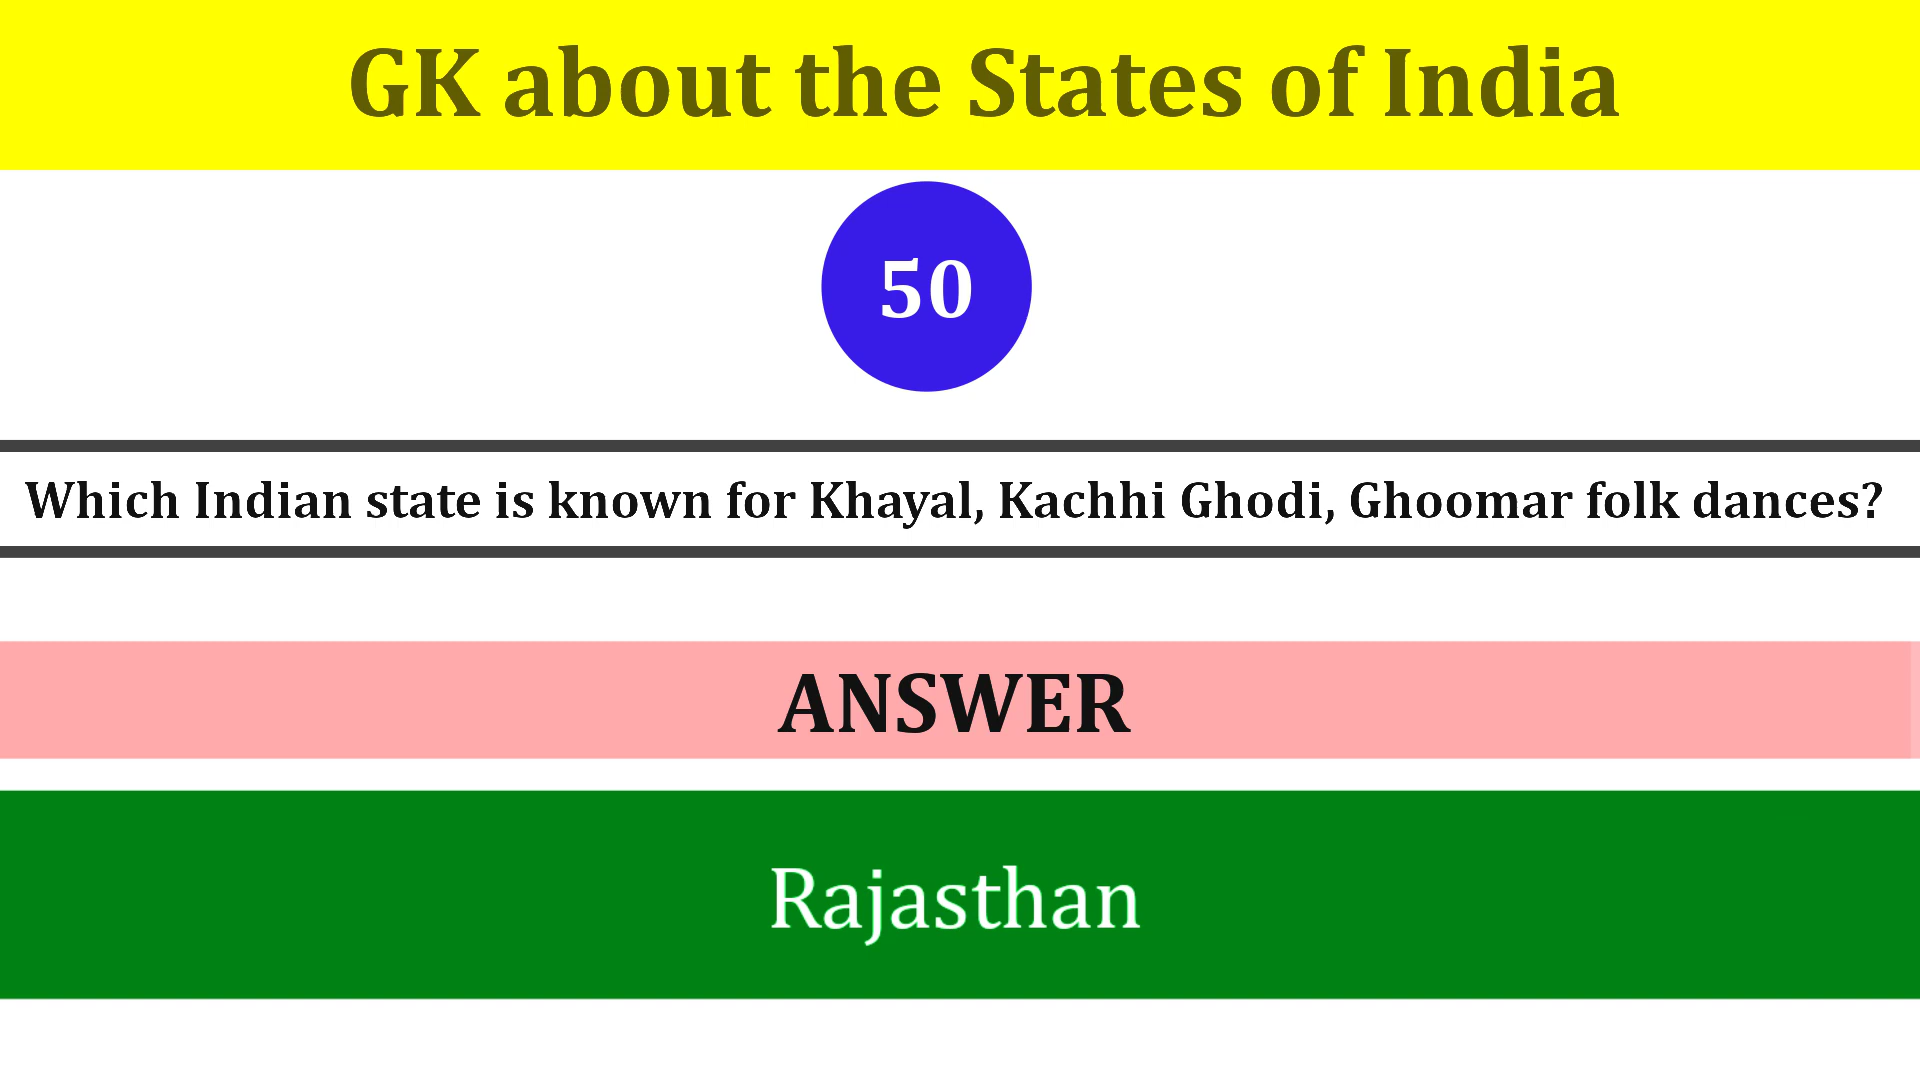 GK about the States of India
50
Which Indian state is known for Khayal, Kachhi Ghodi, Ghoomar folk dances?
ANSWER
Rajasthan